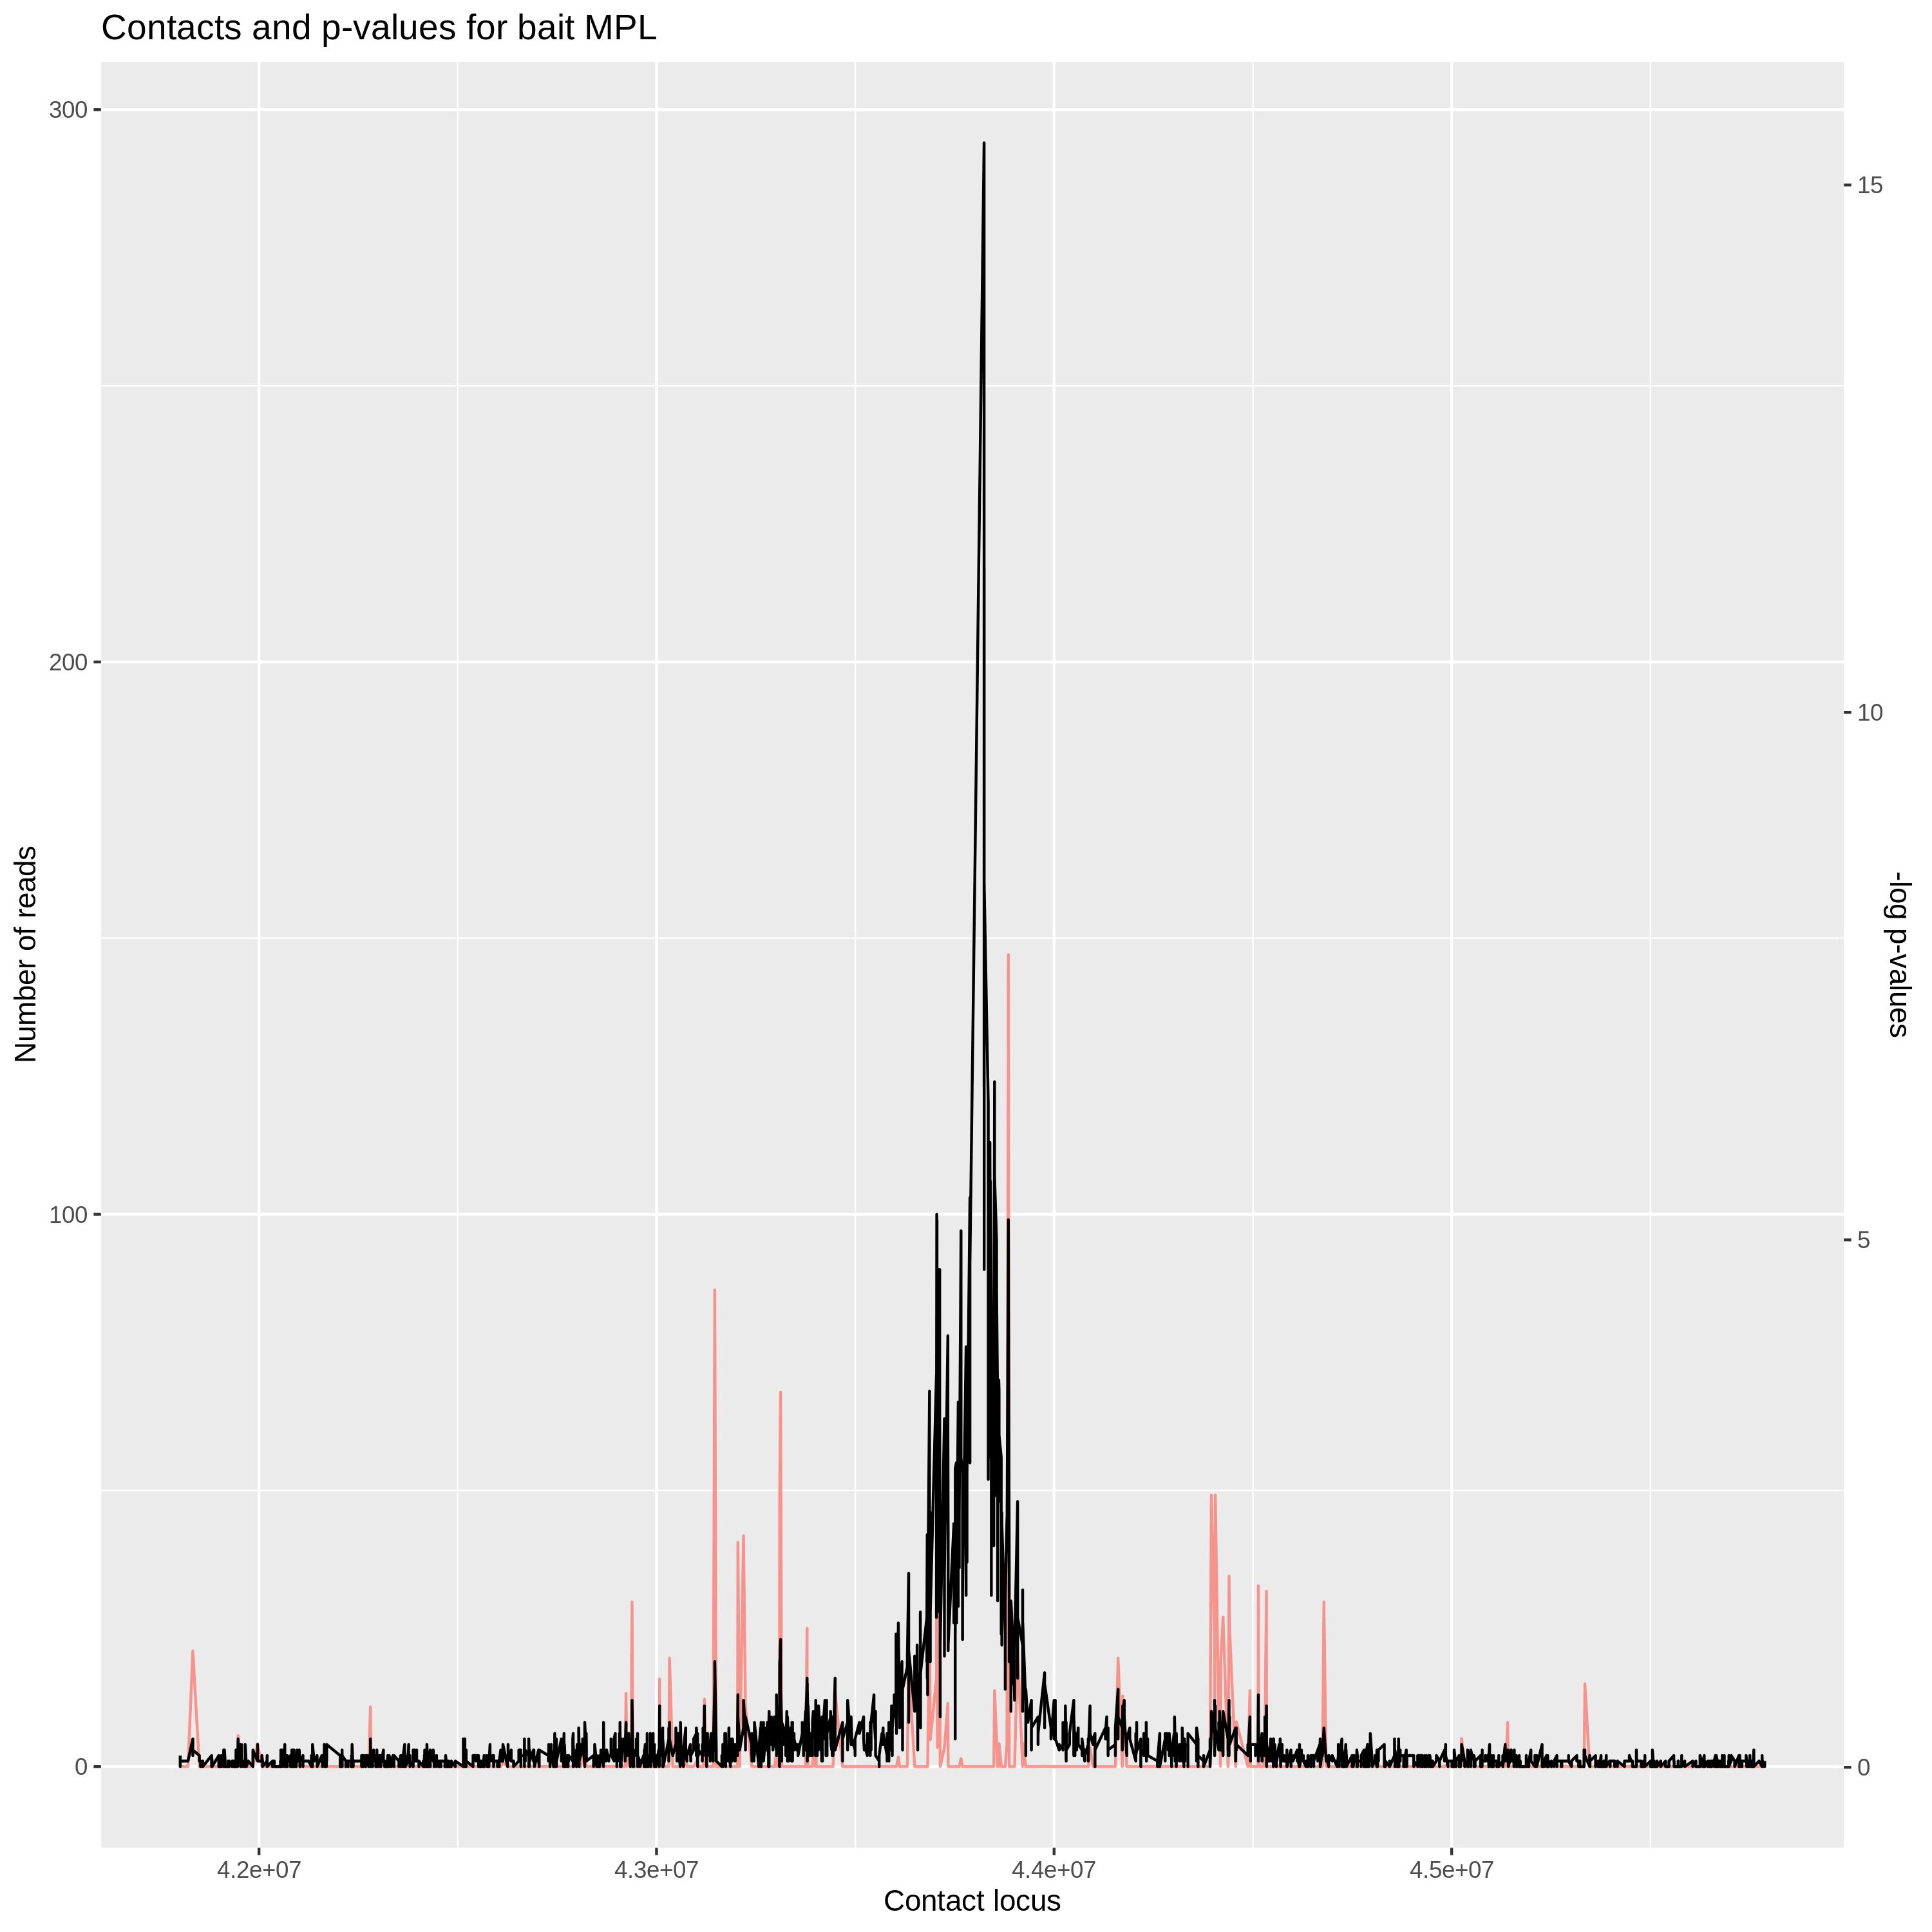 Contacts and p-values for bait MPL
300
200
100
0
Number of reads
15
10
5
0
-log p-values
4.2e+07
4.3e+07
4.4e+07
4.5e+07
Contact locus